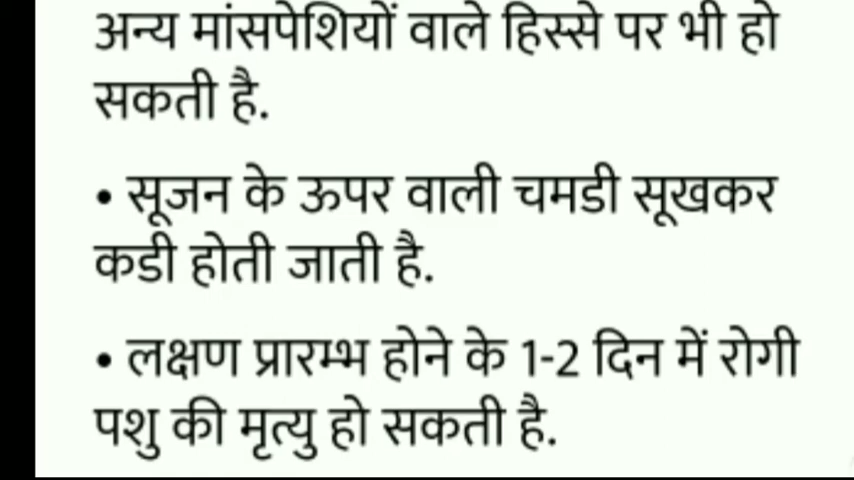 अन्य मांसपेशियों वाले हिस्से पर भी हो
सकती है.
• सूजन के ऊपर वाली चमडी सूखकर
कडी होती जाती है.
• लक्षण प्रारम्भ होने के 1-2 दिन में रोगी
पशु की मृत्यु हो सकती है.